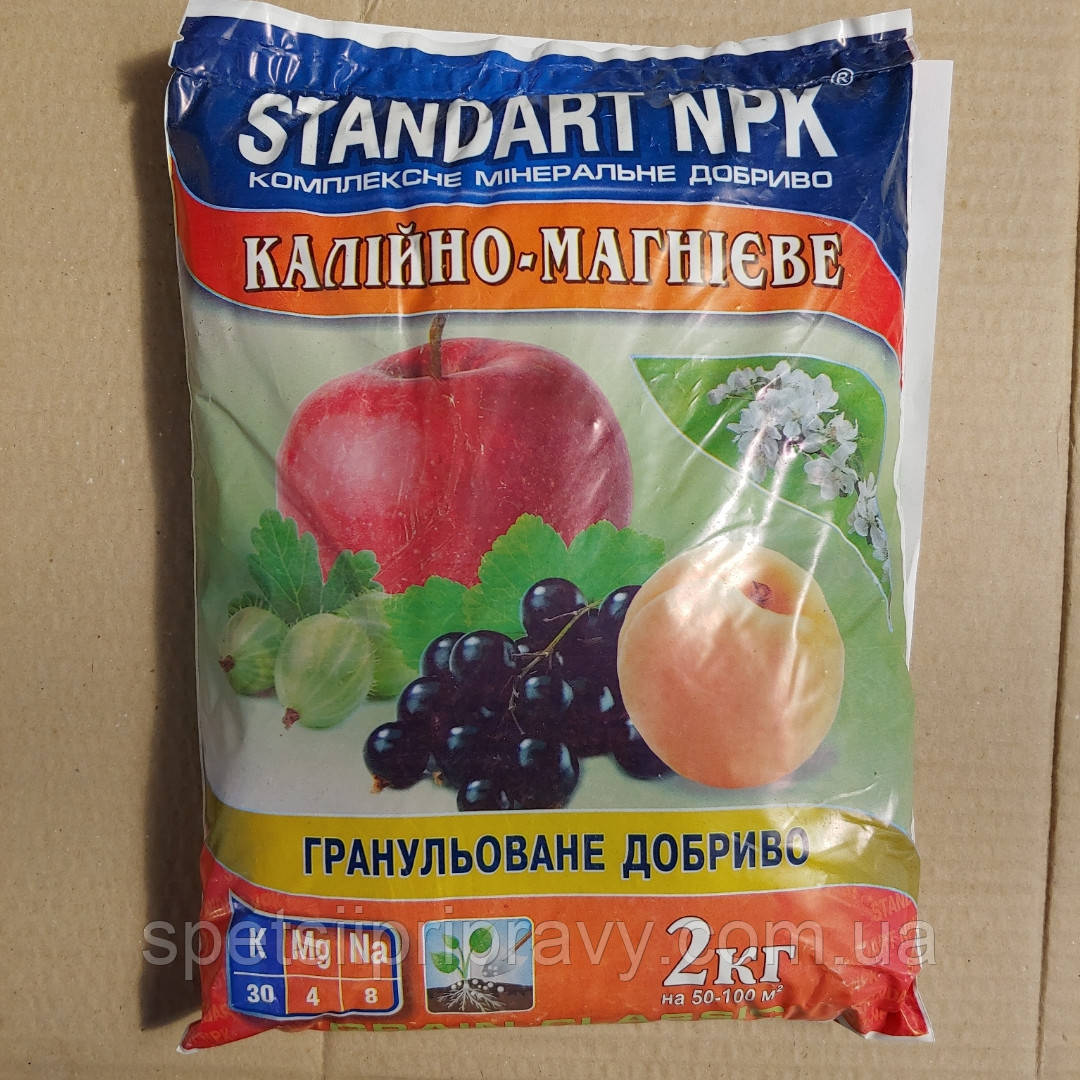 STANDART NPK®
КОМПЛЕКСНЕ МІНЕРАЛЬНЕ ДОБРИВО
КАЛІЙНО-МАГНІЄВЕ
ГРАНУЛЬОВАНЕ ДОБРИВО
K Mg Na
30 4 8
2КГ
на 50-100 м²
spetsiipripravy.com.ua